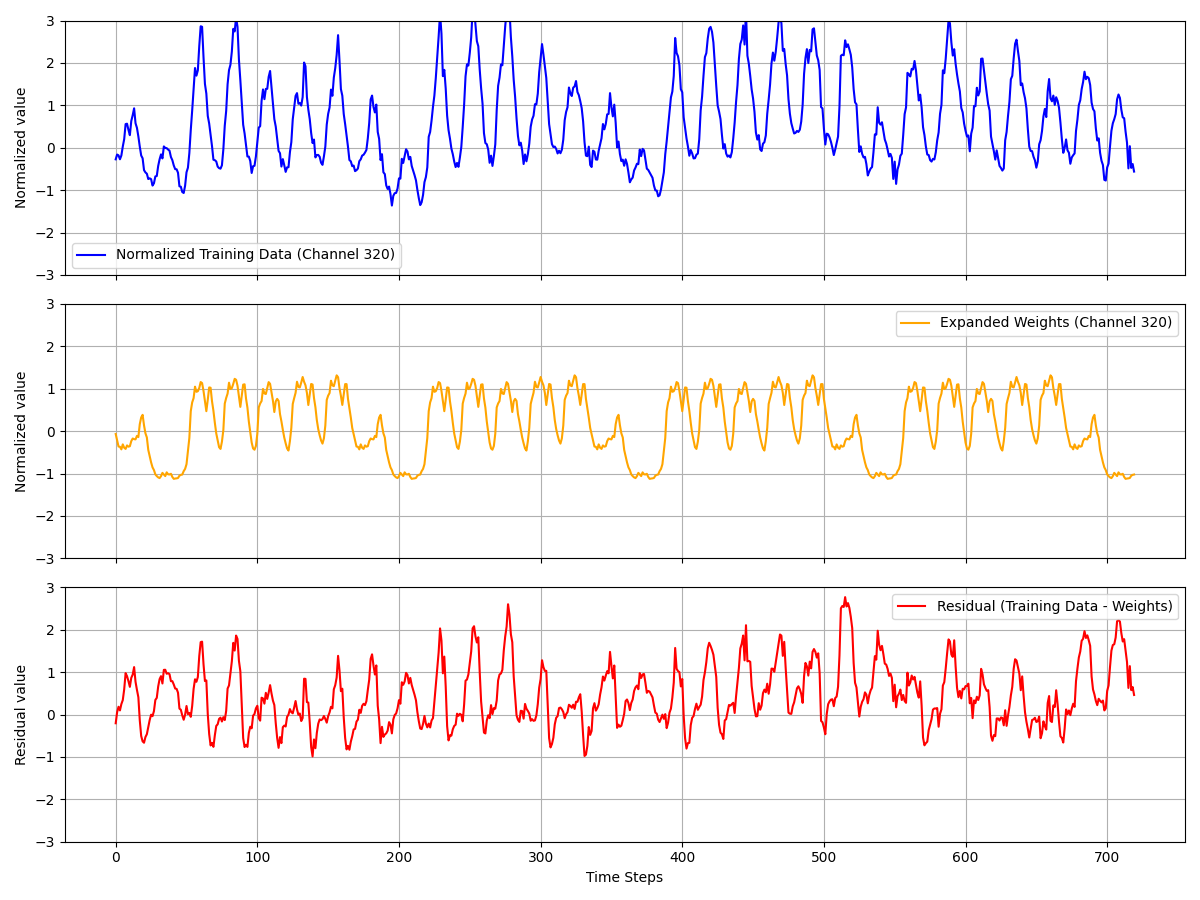 3
2
1
0
−1
−2
−3
Normalized value
Normalized Training Data (Channel 320)
3
2
1
0
−1
−2
−3
Normalized value
Expanded Weights (Channel 320)
3
2
1
0
−1
−2
−3
Residual value
Residual (Training Data - Weights)
0 100 200 300 400 500 600 700
Time Steps